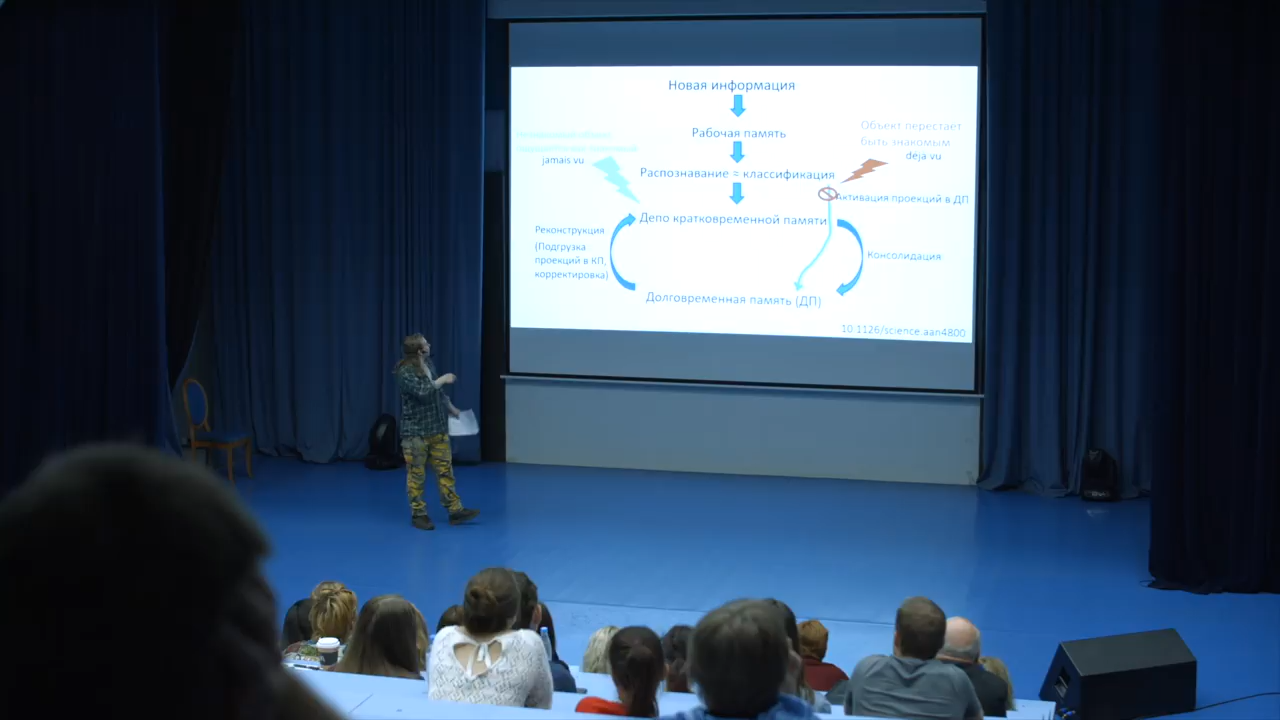 Новая информация
Рабочая память
Объект перестает
быть знакомым
déjà vu
jamais vu
Распознавание ≈ классификация
Активация проекций в ДП
Депо кратковременной памяти
Реконструкция
(Подгрузка
проекций в КП,
корректировка)
Консолидация
Долговременная память (ДП)
10.1126/science.aan4800